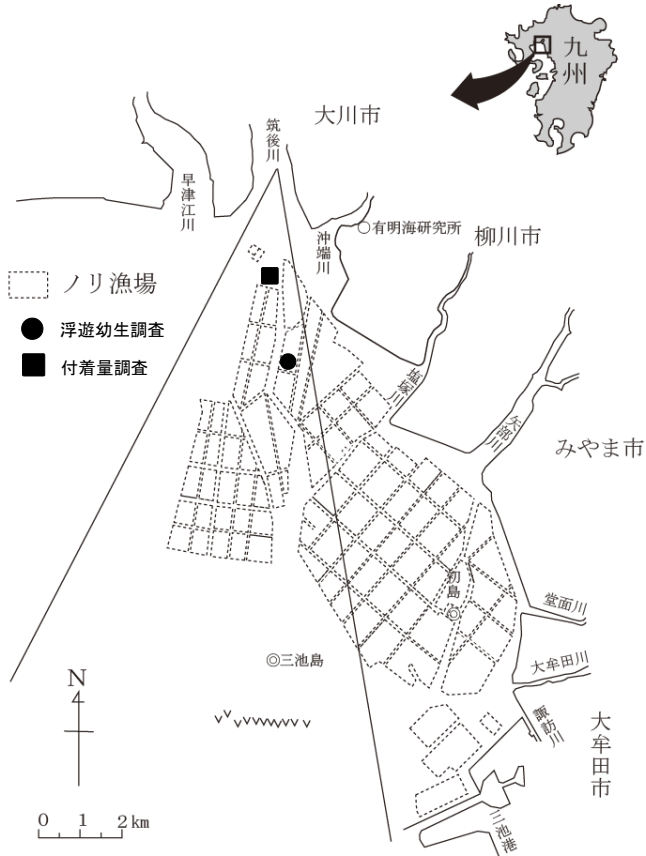 九州
大川市
筑後川
早津江川
沖端川
有明海研究所
柳川市
ノリ漁場
浮遊幼生調査
付着量調査
塩塚川
矢部川
みやま市
初島
堂面川
三池島
大牟田川
N
諏訪川
大牟田市
0 1 2km
三池港